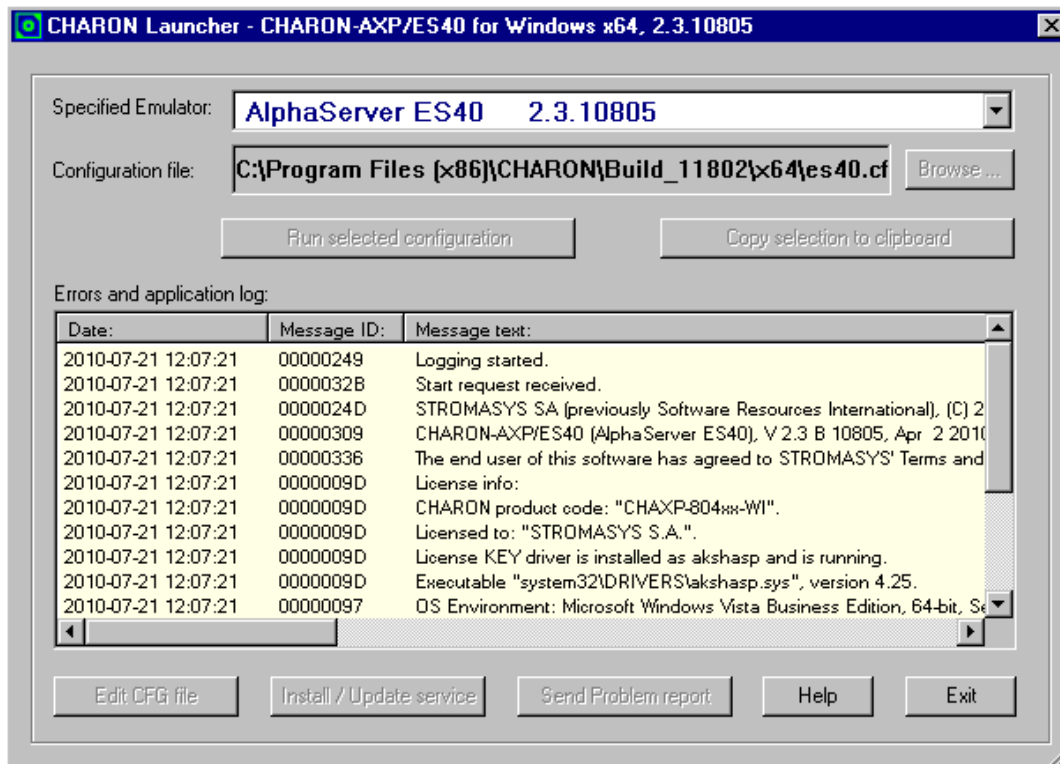 CHARON Launcher - CHARON-AXP/ES40 for Windows x64, 2.3.10805
Specified Emulator: AlphaServer ES40 2.3.10805
Configuration file: C:\Program Files (x86)\CHARON\Build_11802\x64\es40.cf Browse ...
Run selected configuration Copy selection to clipboard
Errors and application log:
Date: Message ID: Message text:
2010-07-21 12:07:21 00000249 Logging started.
2010-07-21 12:07:21 0000032B Start request received.
2010-07-21 12:07:21 0000024D STROMASYS SA (previously Software Resources International), (C) 2
2010-07-21 12:07:21 00000309 CHARON-AXP/ES40 (AlphaServer ES40), V 2.3 B 10805, Apr 2 2010
2010-07-21 12:07:21 00000336 The end user of this software has agreed to STROMASYS' Terms and
2010-07-21 12:07:21 0000009D License info:
2010-07-21 12:07:21 0000009D CHARON product code: "CHAXP-804xx-WI".
2010-07-21 12:07:21 0000009D Licensed to: "STROMASYS S.A.".
2010-07-21 12:07:21 0000009D License KEY driver is installed as akshasp and is running.
2010-07-21 12:07:21 0000009D Executable "system32\DRIVERS\akshasp.sys", version 4.25.
2010-07-21 12:07:21 00000097 OS Environment: Microsoft Windows Vista Business Edition, 64-bit, Se
Edit CFG file Install / Update service Send Problem report Help Exit